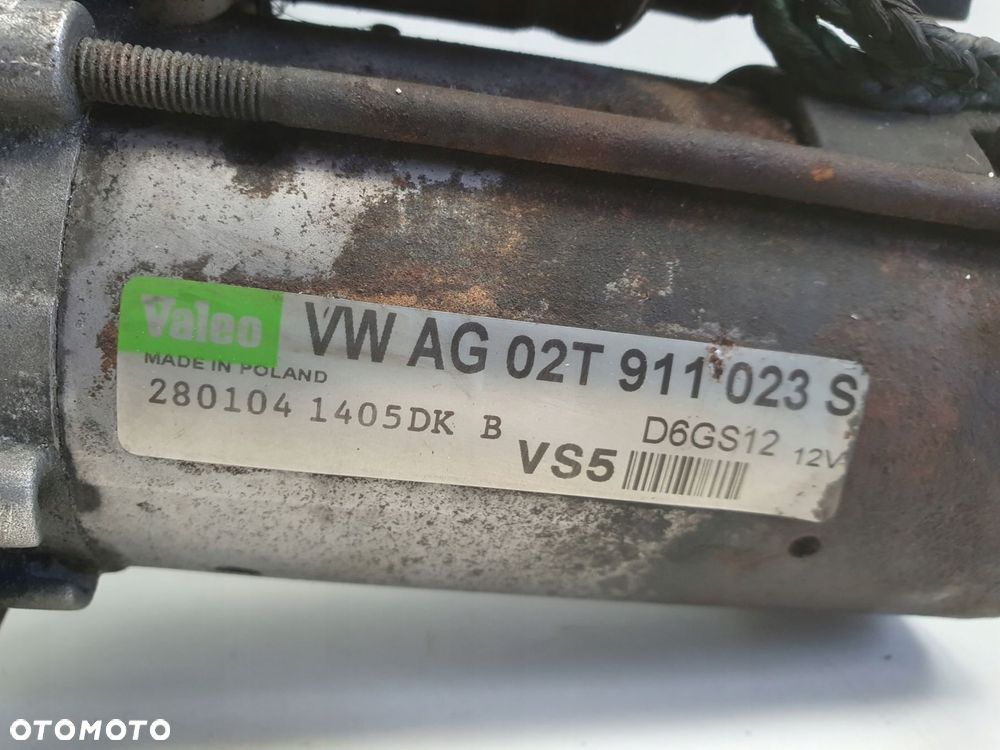 Valeo VW AG 02T 911 023 S
MADE IN POLAND
280104 1405DK B D6GS12 12V
VS5
OTOMOTO